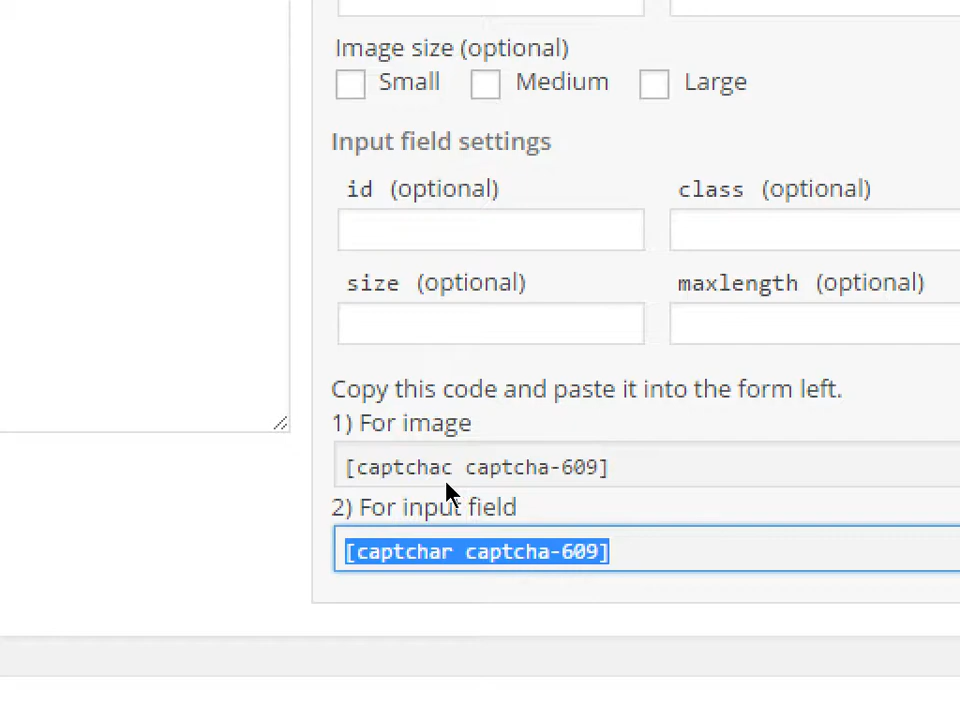 Image size (optional)
Small Medium Large
Input field settings
id (optional) class (optional)
size (optional) maxlength (optional)
Copy this code and paste it into the form left.
1) For image
[captchac captcha-609]
2) For input field
[captchar captcha-609]